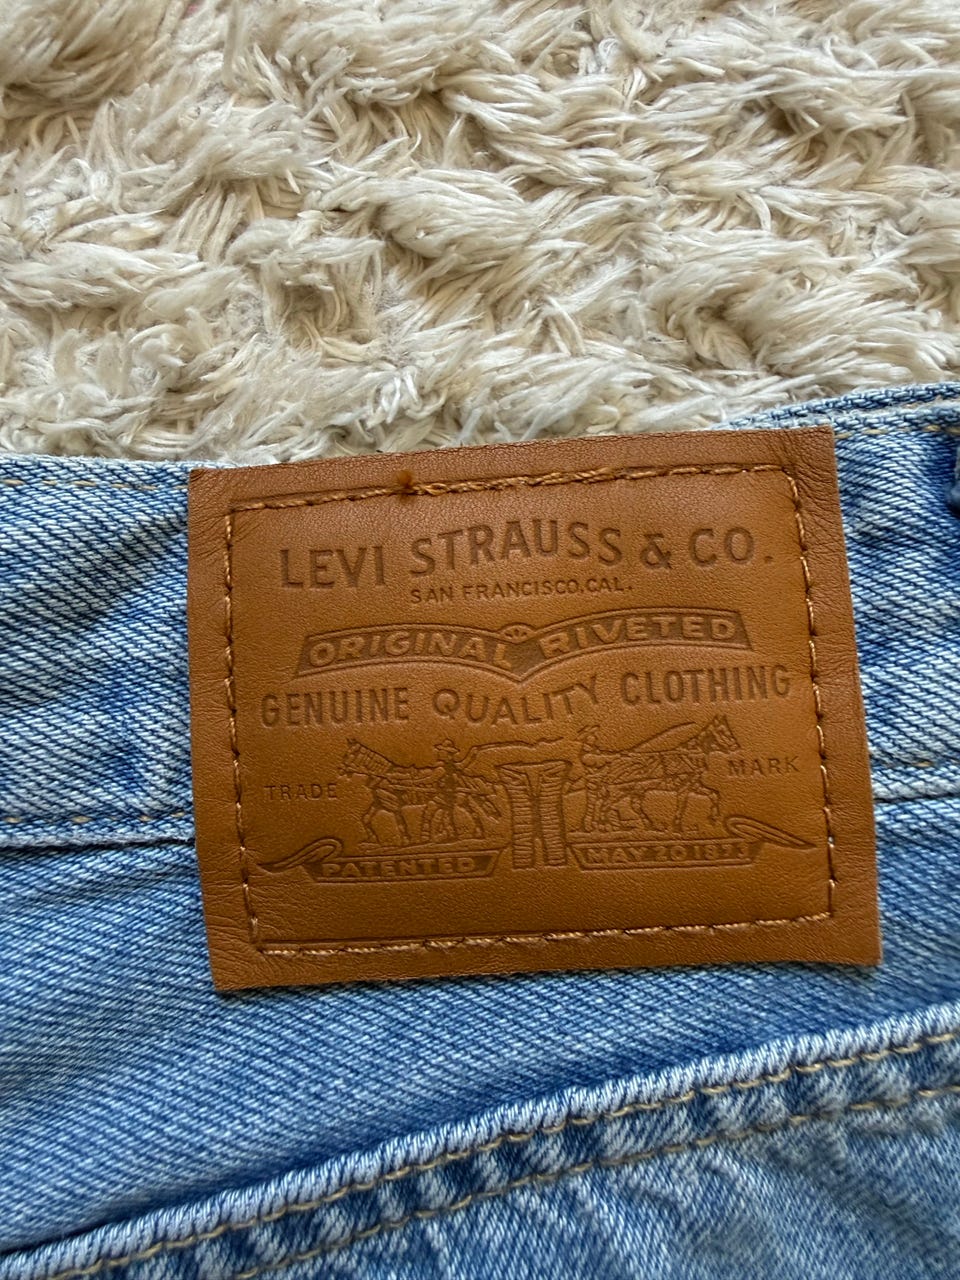 LEVI STRAUSS & CO.
SAN FRANCISCO, CAL.
ORIGINAL RIVETED
GENUINE QUALITY CLOTHING
TRADE MARK
PATENTED MAY 20 1873